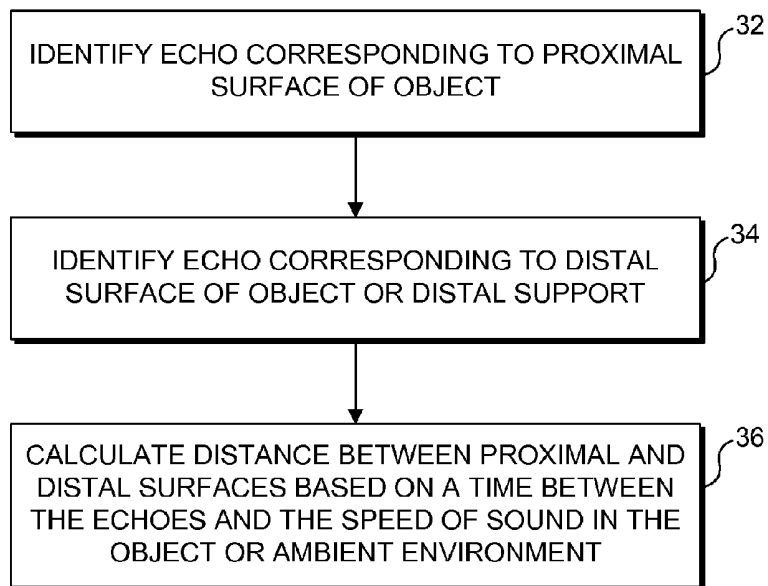 IDENTIFY ECHO CORRESPONDING TO PROXIMAL
SURFACE OF OBJECT
32
IDENTIFY ECHO CORRESPONDING TO DISTAL
SURFACE OF OBJECT OR DISTAL SUPPORT
34
CALCULATE DISTANCE BETWEEN PROXIMAL AND
DISTAL SURFACES BASED ON A TIME BETWEEN
THE ECHOES AND THE SPEED OF SOUND IN THE
OBJECT OR AMBIENT ENVIRONMENT
36